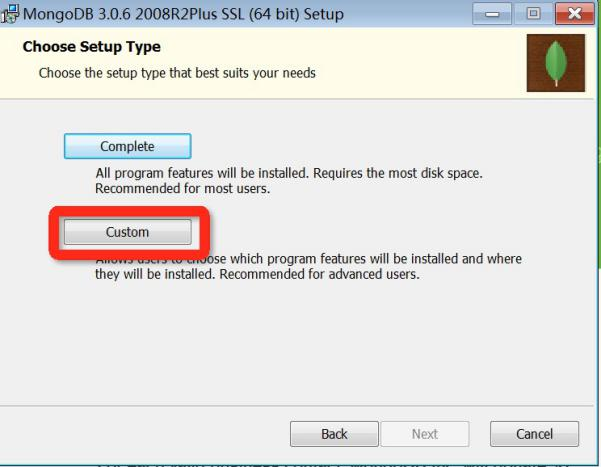 MongoDB 3.0.6 2008R2Plus SSL (64 bit) Setup
Choose Setup Type
Choose the setup type that best suits your needs
Complete
All program features will be installed. Requires the most disk space.
Recommended for most users.
Custom
Allows users to choose which program features will be installed and where
they will be installed. Recommended for advanced users.
Back
Next
Cancel